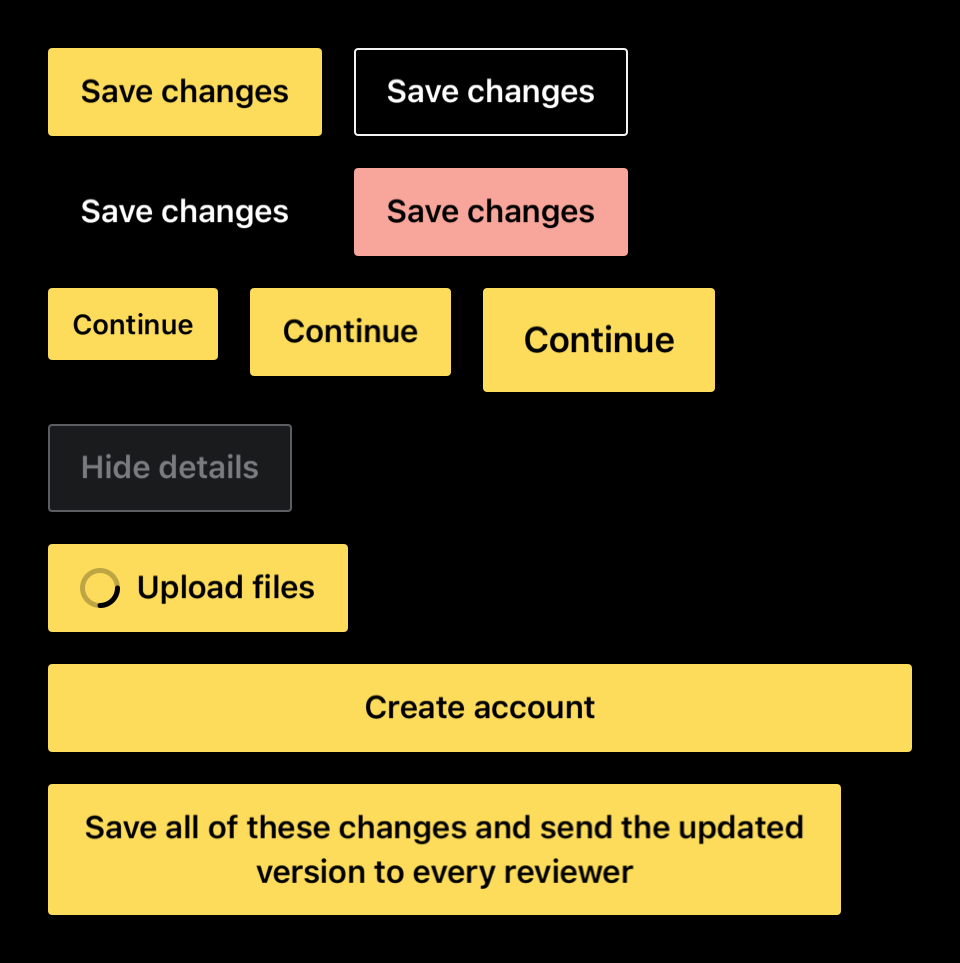 Save changes
Save changes
Save changes
Save changes
Continue
Continue
Continue
Hide details
Upload files
Create account
Save all of these changes and send the updated
version to every reviewer